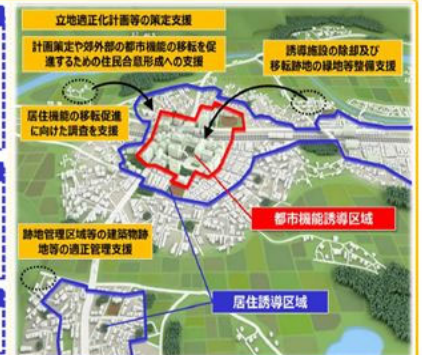 立地適正化計画等の策定支援
計画策定や郊外部の都市機能の移転を促
進するための住民合意形成への支援
誘導施設の除却及び
移転跡地の緑地等整備支援
居住機能の移転促進
に向けた調査を支援
都市機能誘導区域
跡地管理区域等の建築物跡
地等の適正管理支援
居住誘導区域